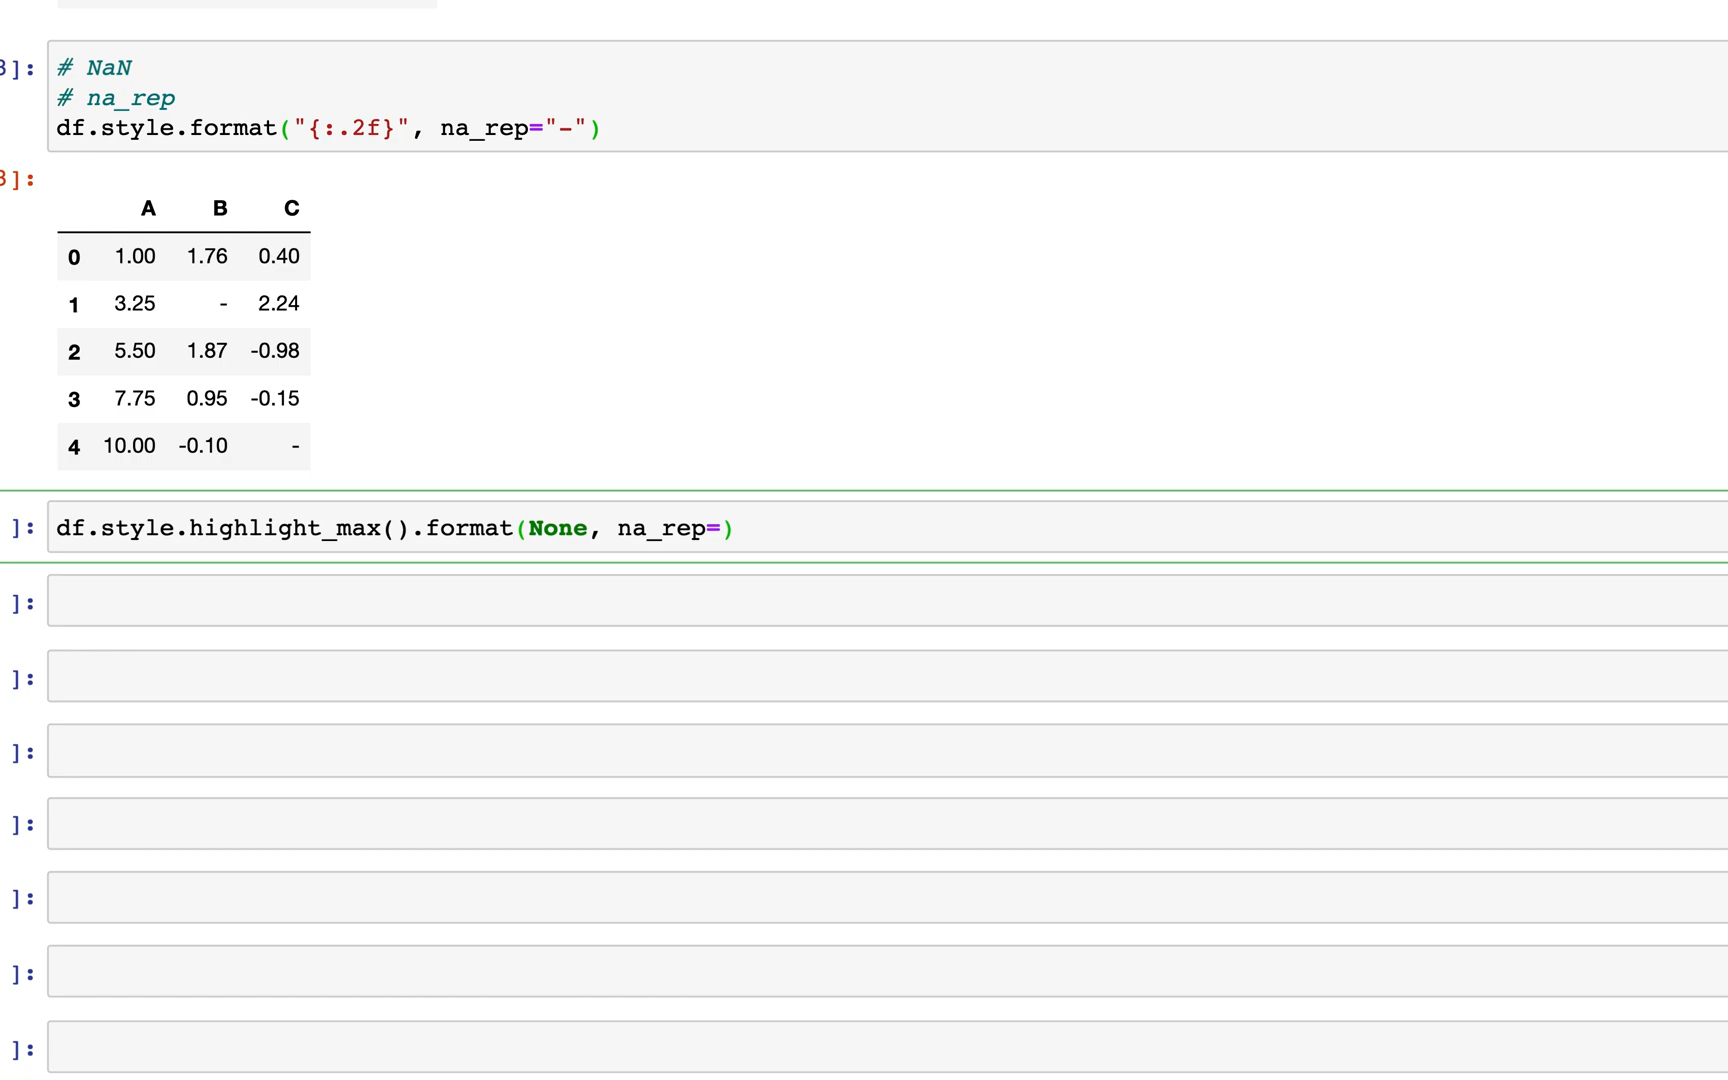 3]:
# NaN
# na_rep
df.style.format("{:.2f}", na_rep="-")
3]:
A B C
0 1.00 1.76 0.40
1 3.25 - 2.24
2 5.50 1.87 -0.98
3 7.75 0.95 -0.15
4 10.00 -0.10 -
]: df.style.highlight_max().format(None, na_rep=)
]:
]:
]:
]:
]:
]:
]: